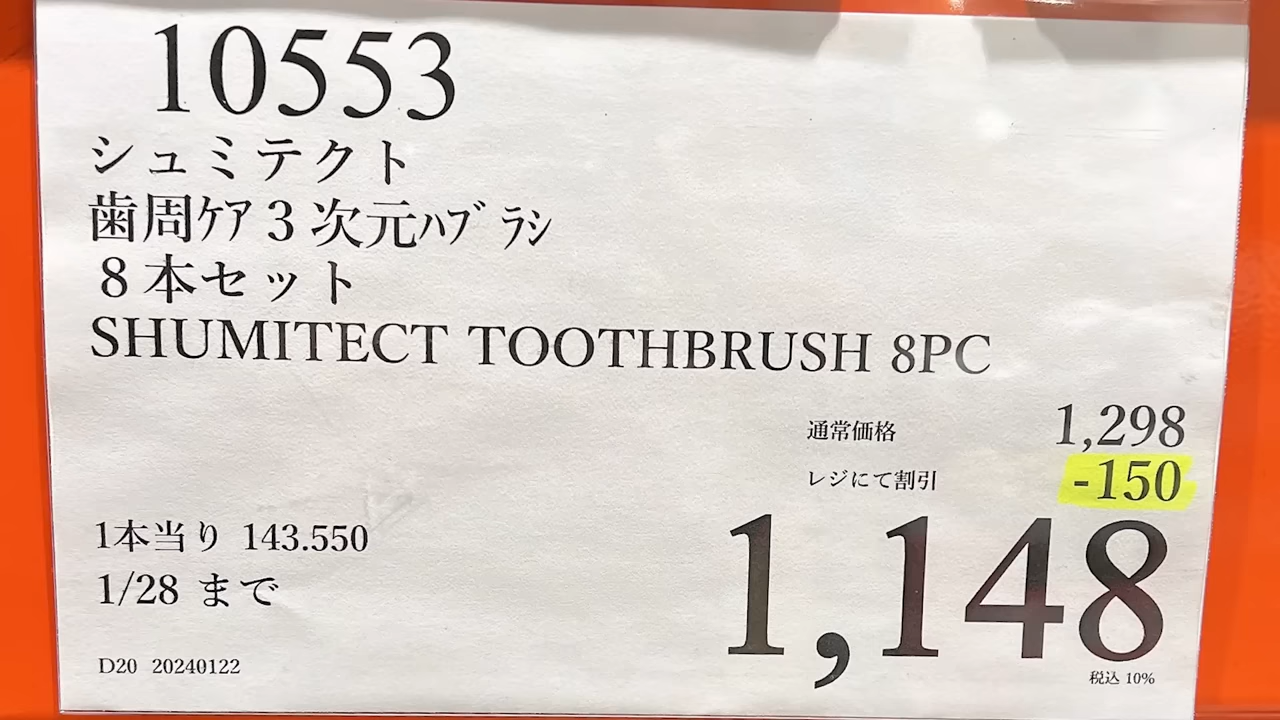 10553
シュミテクト
歯周ｹｱ３次元ﾊﾌﾞﾗｼ
８本セット
SHUMITECT TOOTHBRUSH 8PC
通常価格 1,298
レジにて割引 -150
1,148
税込 10%
1本当り 143.550
1/28 まで
D20 20240122